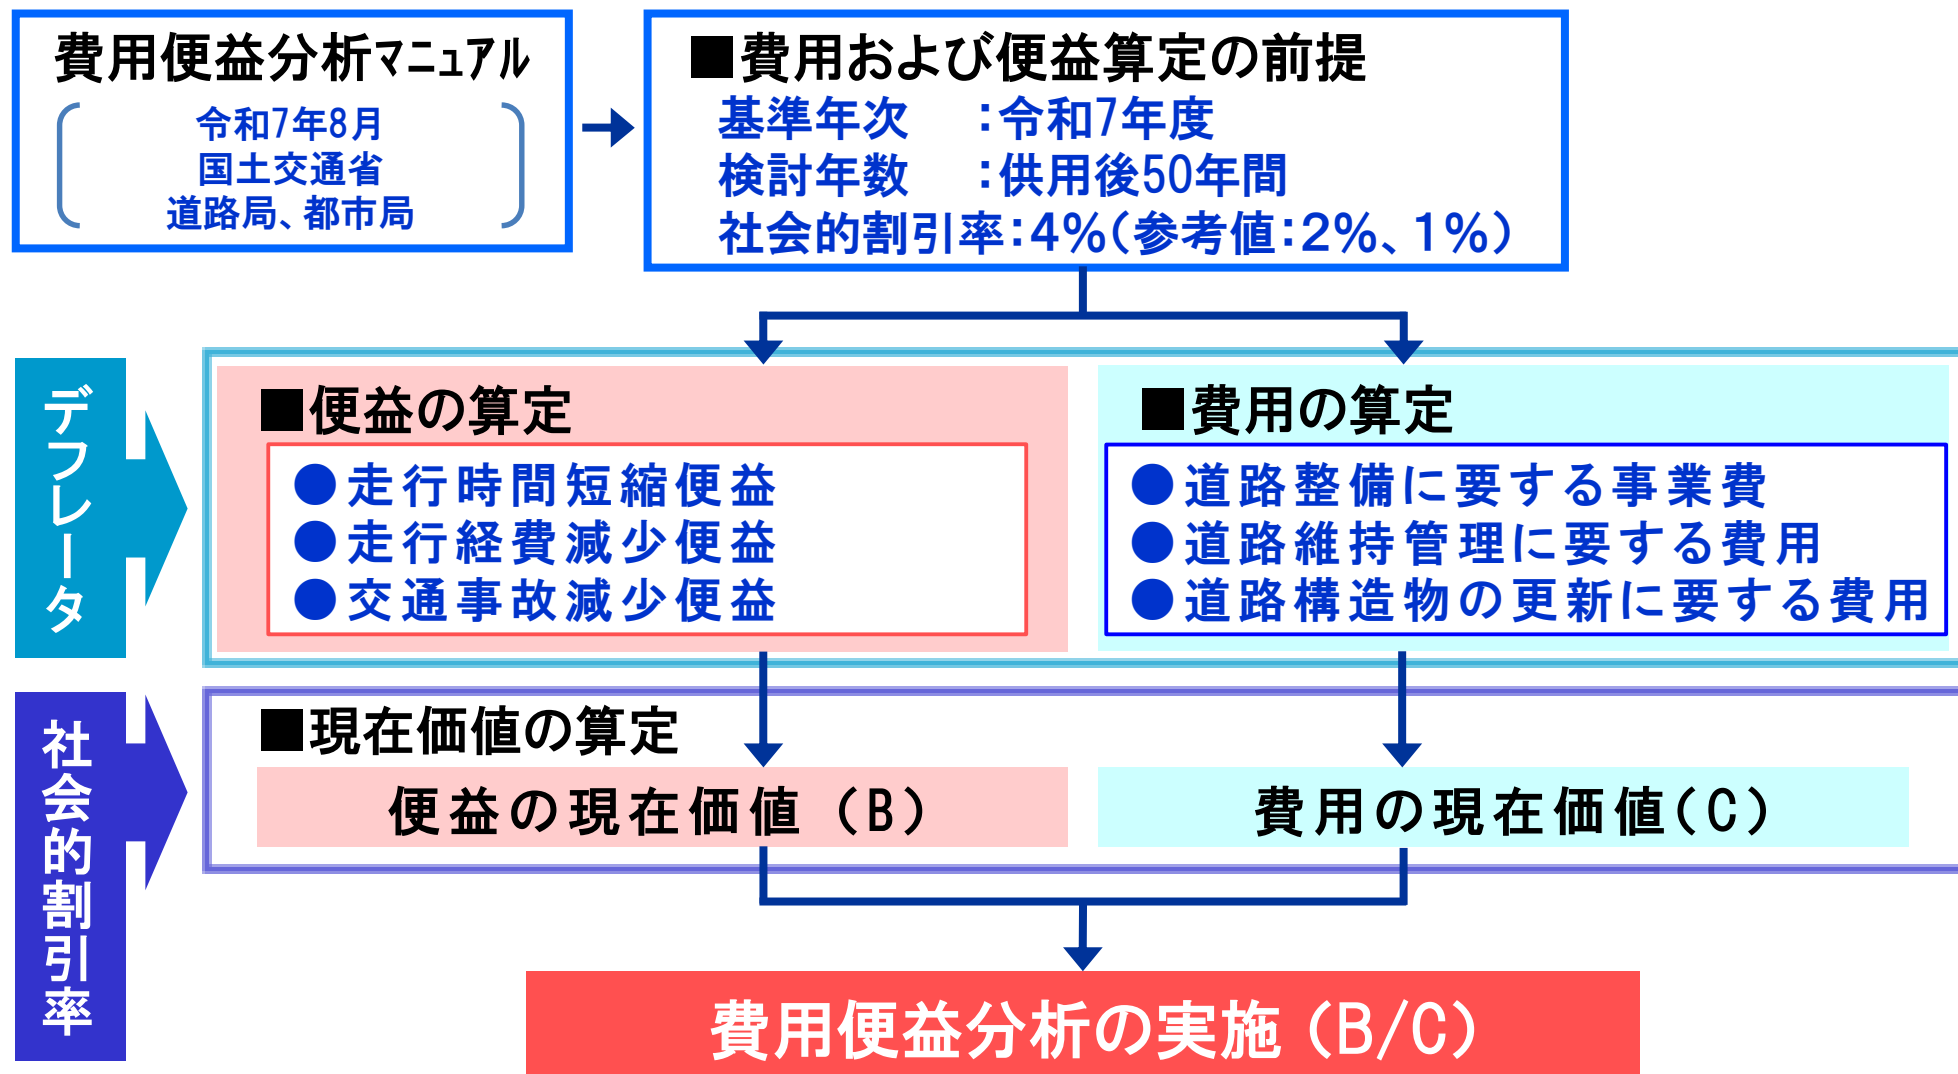 費用便益分析マニュアル
令和7年8月
国土交通省
道路局、都市局
■費用および便益算定の前提
基準年次　：令和7年度
検討年数　：供用後50年間
社会的割引率：4％（参考値：2％、1％）
デフレータ
■便益の算定
●走行時間短縮便益
●走行経費減少便益
●交通事故減少便益
■費用の算定
●道路整備に要する事業費
●道路維持管理に要する費用
●道路構造物の更新に要する費用
社会的割引率
■現在価値の算定
便益の現在価値（B）
費用の現在価値（C）
費用便益分析の実施（B/C）